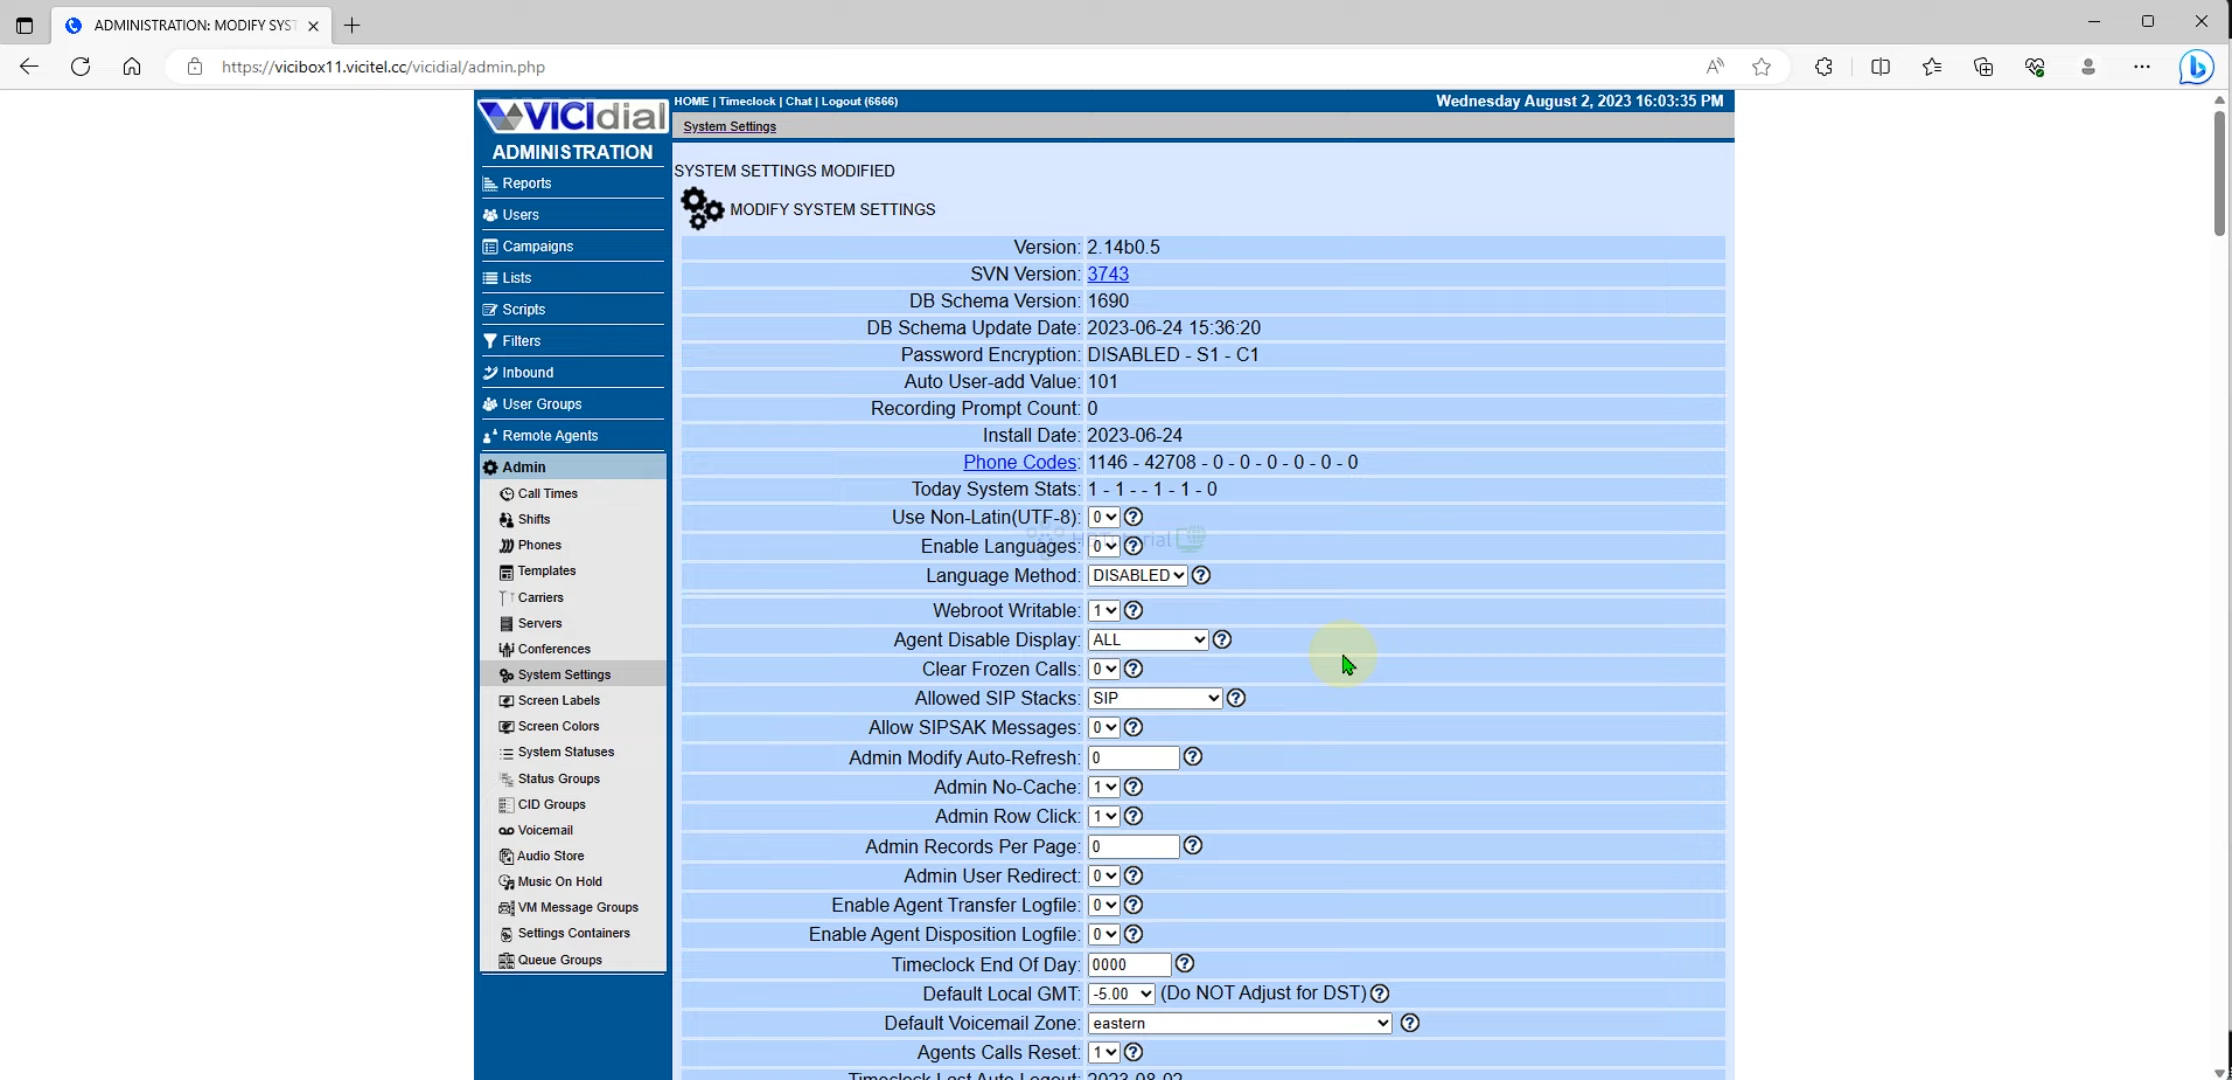 ADMINISTRATION: MODIFY SYST
https://vicibox11.vicitel.cc/vicidial/admin.php
VICIdial
HOME | Timeclock | Chat | Logout (6666)
Wednesday August 2, 2023 16:03:35 PM
System Settings
ADMINISTRATION
Reports
Users
Campaigns
Lists
Scripts
Filters
Inbound
User Groups
Remote Agents
Admin
Call Times
Shifts
Phones
Templates
Carriers
Servers
Conferences
System Settings
Screen Labels
Screen Colors
System Statuses
Status Groups
CID Groups
Voicemail
Audio Store
Music On Hold
VM Message Groups
Settings Containers
Queue Groups
SYSTEM SETTINGS MODIFIED
MODIFY SYSTEM SETTINGS
Version: 2.14b0.5
SVN Version: 3743
DB Schema Version: 1690
DB Schema Update Date: 2023-06-24 15:36:20
Password Encryption: DISABLED - S1 - C1
Auto User-add Value: 101
Recording Prompt Count: 0
Install Date: 2023-06-24
Phone Codes: 1146 - 42708 - 0 - 0 - 0 - 0 - 0 - 0
Today System Stats: 1 - 1 - - 1 - 1 - 0
Use Non-Latin(UTF-8): 0
Enable Languages: 0
Language Method: DISABLED
Webroot Writable: 1
Agent Disable Display: ALL
Clear Frozen Calls: 0
Allowed SIP Stacks: SIP
Allow SIPSAK Messages: 0
Admin Modify Auto-Refresh: 0
Admin No-Cache: 1
Admin Row Click: 1
Admin Records Per Page: 0
Admin User Redirect: 0
Enable Agent Transfer Logfile: 0
Enable Agent Disposition Logfile: 0
Timeclock End Of Day: 0000
Default Local GMT: -5.00 (Do NOT Adjust for DST)
Default Voicemail Zone: eastern
Agents Calls Reset: 1
Timeclock Last Auto Logout: 2023-08-02